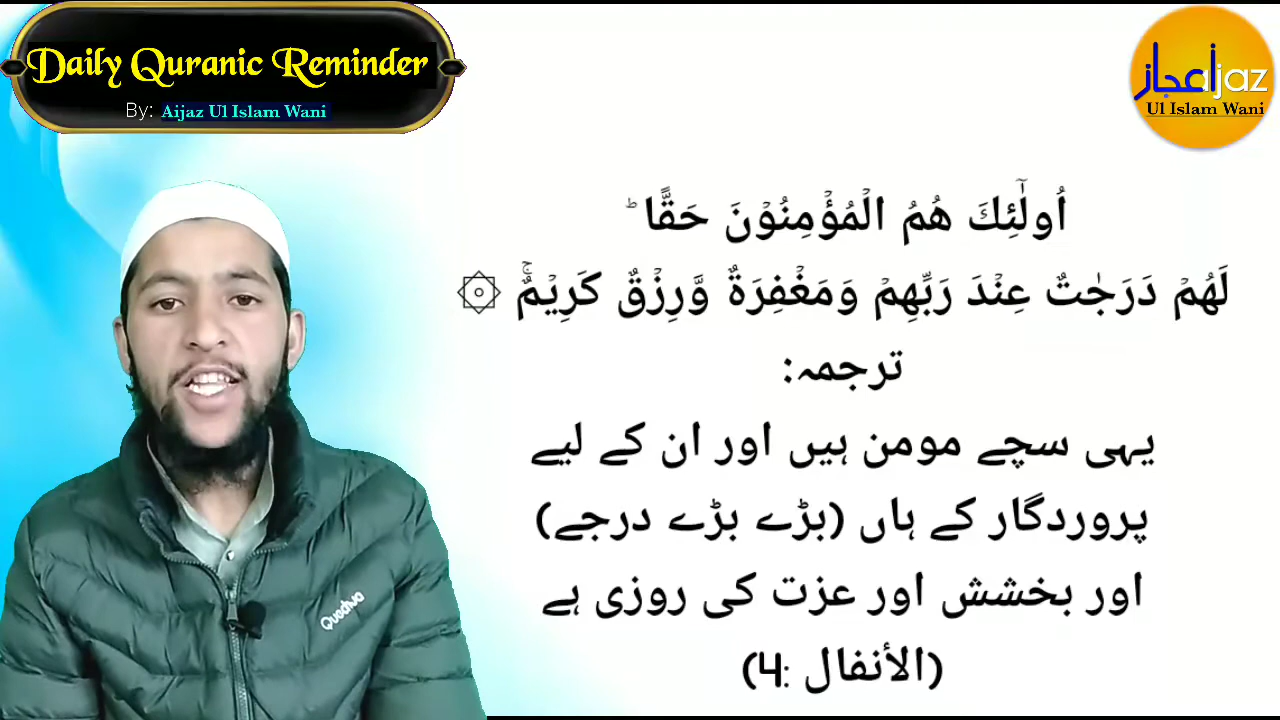 Daily Quranic Reminder
By: Aijaz Ul Islam Wani
اعجاز aijaz
Ul Islam Wani
اُولٰٓئِكَ هُمُ الۡمُؤۡمِنُوۡنَ حَقًّا ؕ
لَهُمۡ دَرَجٰتٌ عِنۡدَ رَبِّهِمۡ وَمَغۡفِرَةٌ وَّرِزۡقٌ كَرِيۡمٌۚ ۞
ترجمہ:
یہی سچے مومن ہیں اور ان کے لیے
پروردگار کے ہاں (بڑے بڑے درجے)
اور بخشش اور عزت کی روزی ہے
(الأنفال :4)
Quechua